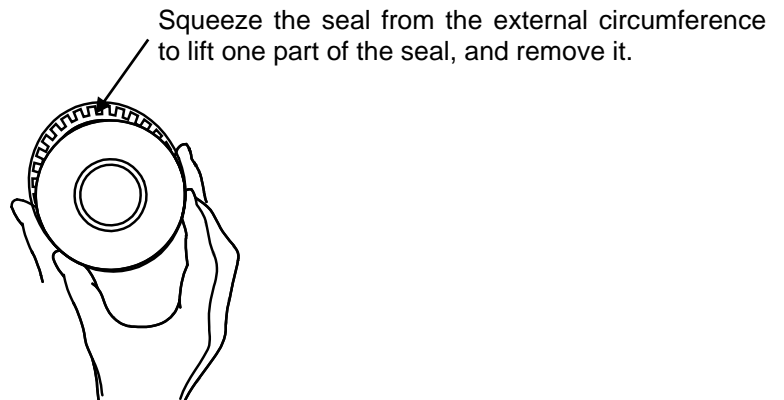 Squeeze the seal from the external circumference
to lift one part of the seal, and remove it.